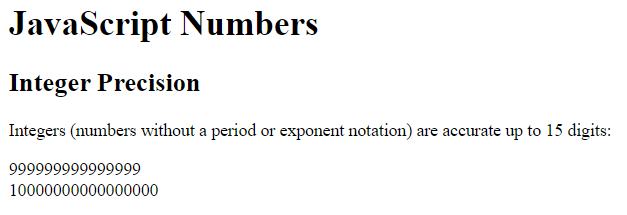 JavaScript Numbers
Integer Precision
Integers (numbers without a period or exponent notation) are accurate up to 15 digits:
999999999999999
10000000000000000